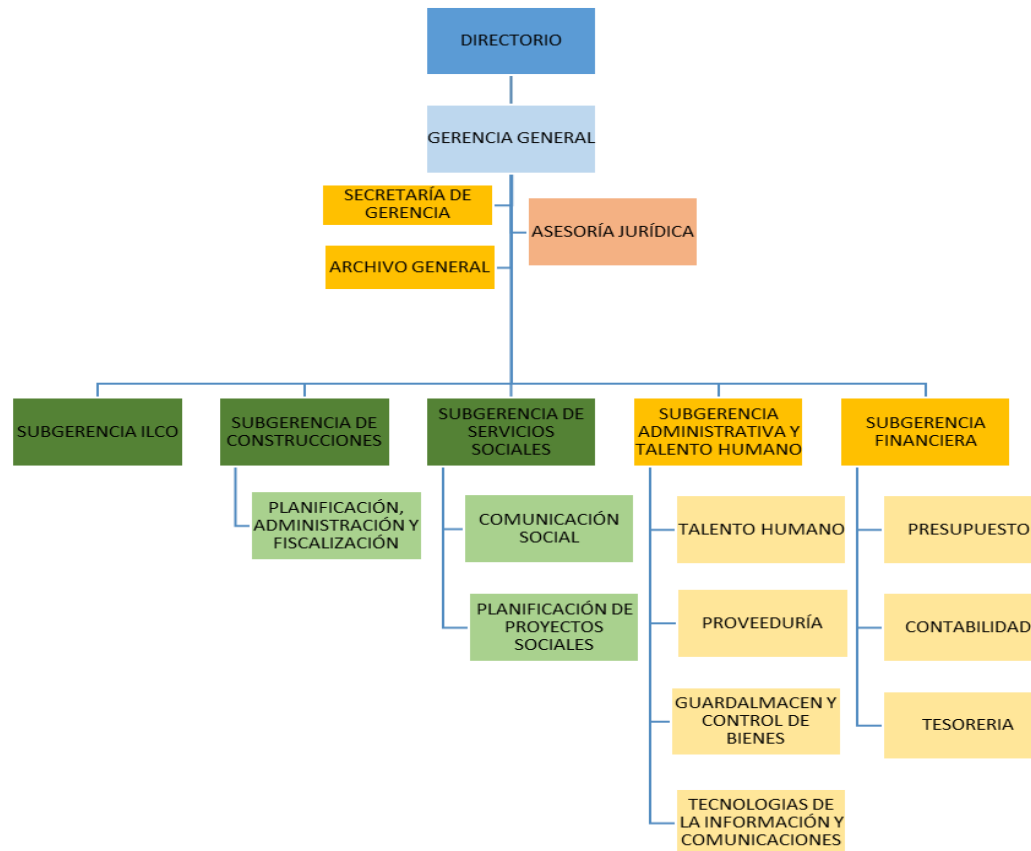 DIRECTORIO
GERENCIA GENERAL
SECRETARÍA DE
GERENCIA
ASESORÍA JURÍDICA
ARCHIVO GENERAL
SUBGERENCIA ILCO
SUBGERENCIA DE
CONSTRUCCIONES
SUBGERENCIA DE
SERVICIOS
SOCIALES
SUBGERENCIA
ADMINISTRATIVA Y
TALENTO HUMANO
SUBGERENCIA
FINANCIERA
PLANIFICACIÓN,
ADMINISTRACIÓN Y
FISCALIZACIÓN
COMUNICACIÓN
SOCIAL
PLANIFICACIÓN DE
PROYECTOS
SOCIALES
TALENTO HUMANO
PROVEEDURÍA
GUARDALMACEN Y
CONTROL DE
BIENES
TECNOLOGIAS DE
LA INFORMACIÓN Y
COMUNICACIONES
PRESUPUESTO
CONTABILIDAD
TESORERIA